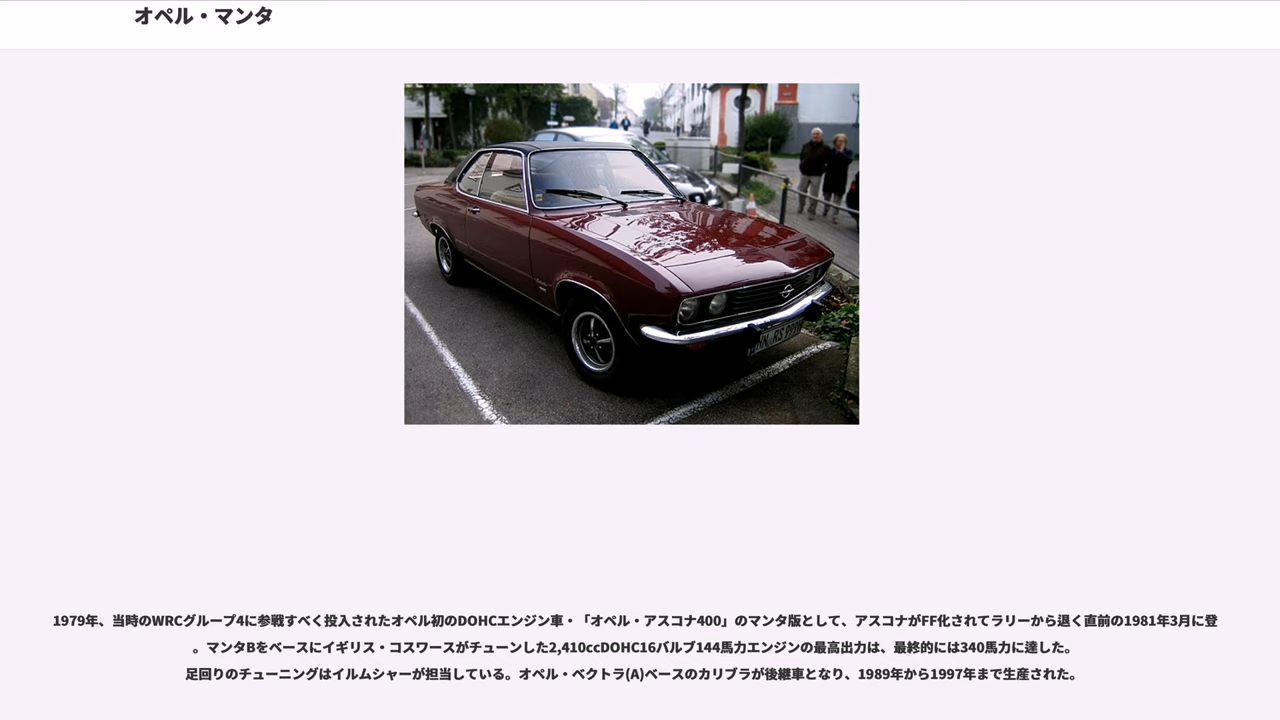 オペル・マンタ
1979年、当時のWRCグループ4に参戦すべく投入されたオペル初のDOHCエンジン車・「オペル・アスコナ400」のマンタ版として、アスコナがFF化されてラリーから退く直前の1981年3月に登
。マンタBをベースにイギリス・コスワースがチューンした2,410ccDOHC16バルブ144馬力エンジンの最高出力は、最終的には340馬力に達した。
足回りのチューニングはイルムシャーが担当している。オペル・ベクトラ(A)ベースのカリブラが後継車となり、1989年から1997年まで生産された。